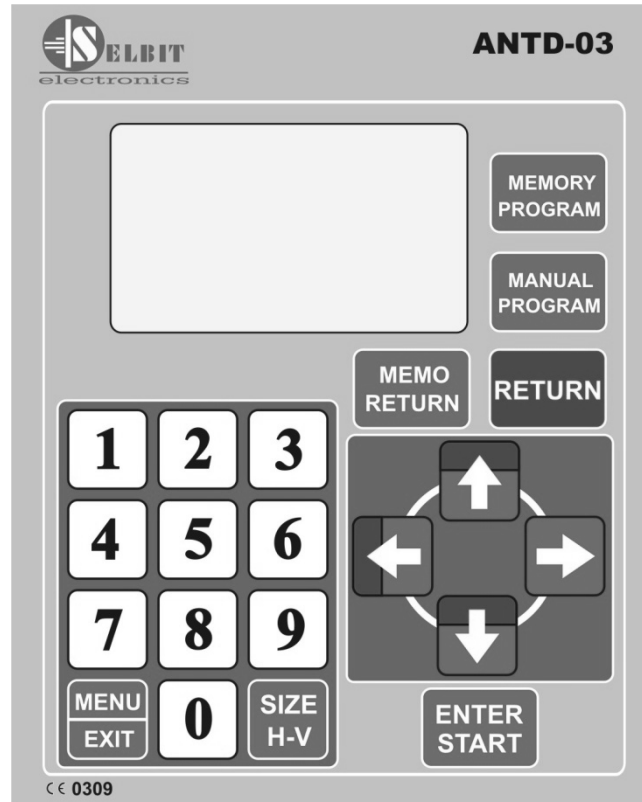 SELBIT
electronics
ANTD-03
MEMORY
PROGRAM
MANUAL
PROGRAM
MEMO
RETURN
RETURN
1 2 3
4 5 6
7 8 9
MENU
EXIT
0
SIZE
H-V
ENTER
START
CE 0309